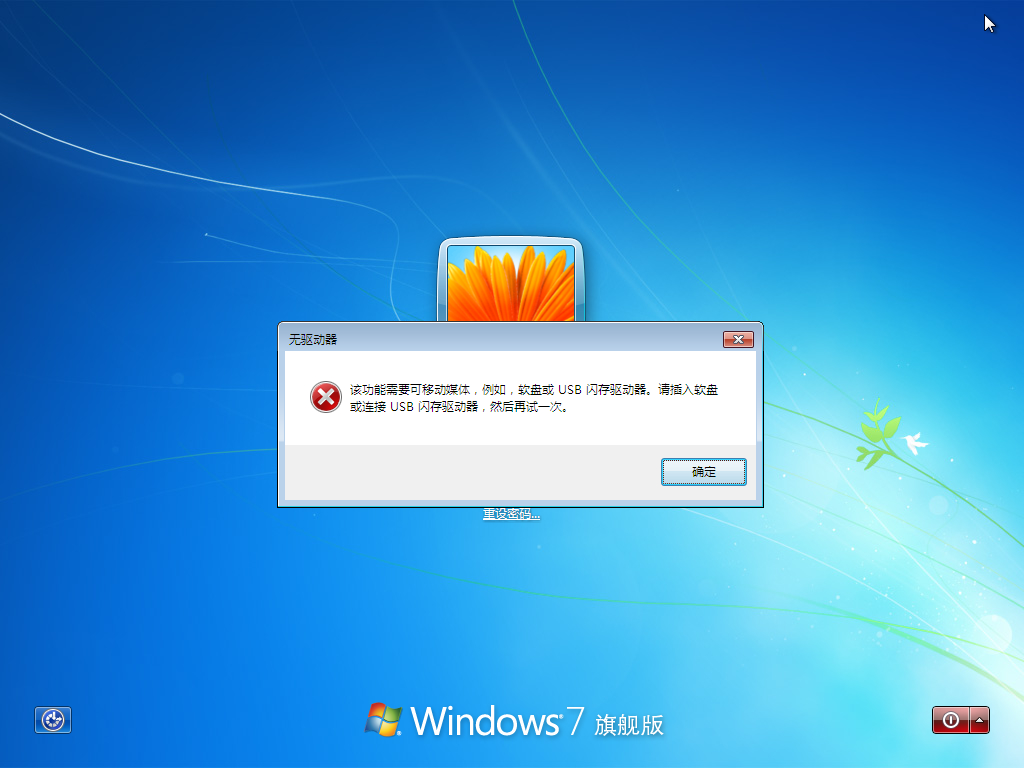 无驱动器
该功能需要可移动媒体，例如，软盘或 USB 闪存驱动器。请插入软盘
或连接 USB 闪存驱动器，然后再试一次。
确定
重设密码...
Windows 7 旗舰版